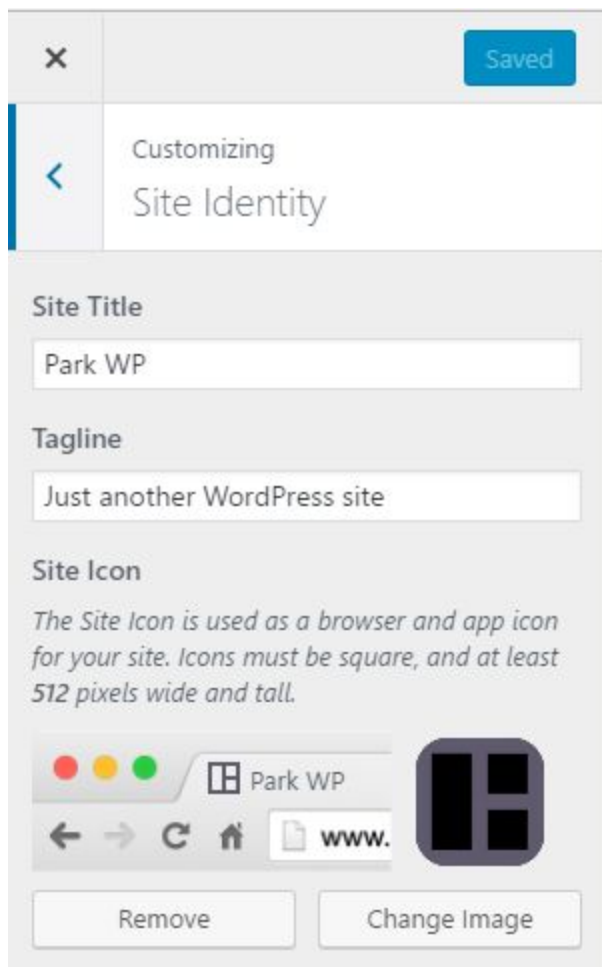 Saved
Customizing
Site Identity
Site Title
Park WP
Tagline
Just another WordPress site
Site Icon
The Site Icon is used as a browser and app icon
for your site. Icons must be square, and at least
512 pixels wide and tall.
Park WP
www.
Remove
Change Image